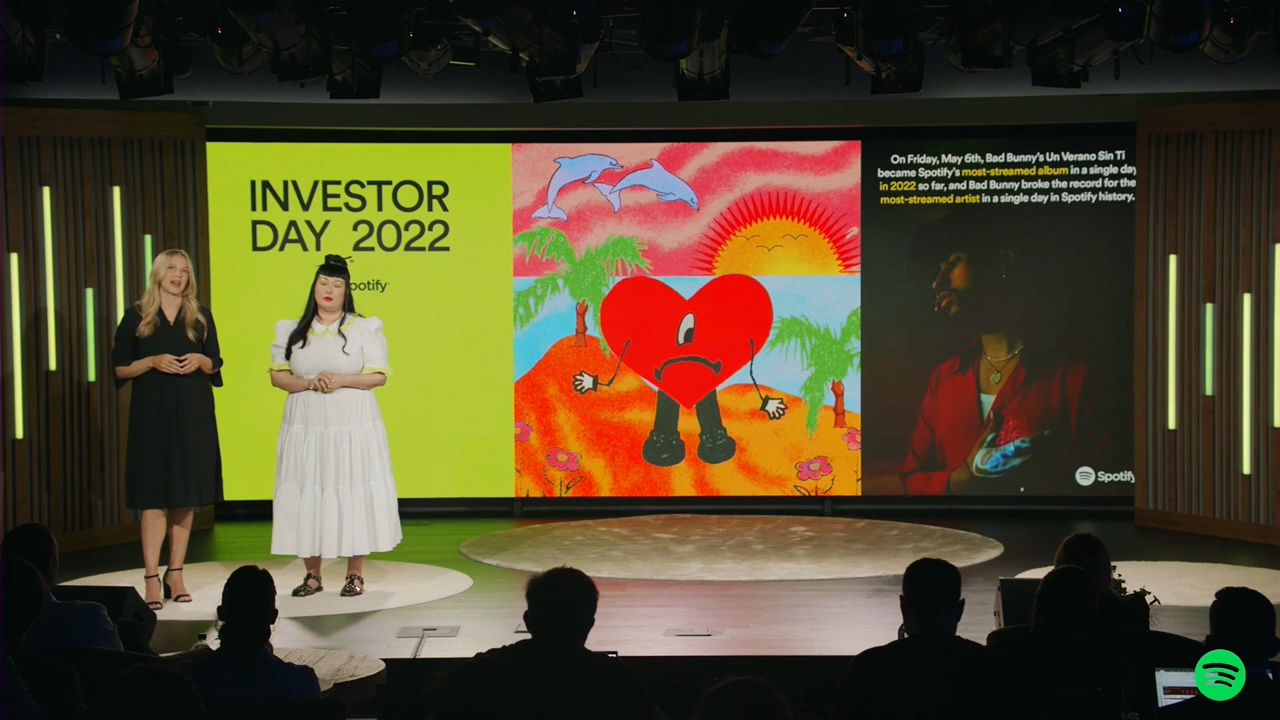 INVESTOR
DAY 2022
potify
On Friday, May 6th, Bad Bunny's Un Verano Sin Ti
became Spotify's most-streamed album in a single day
in 2022 so far, and Bad Bunny broke the record for the
most-streamed artist in a single day in Spotify history.
Spotify